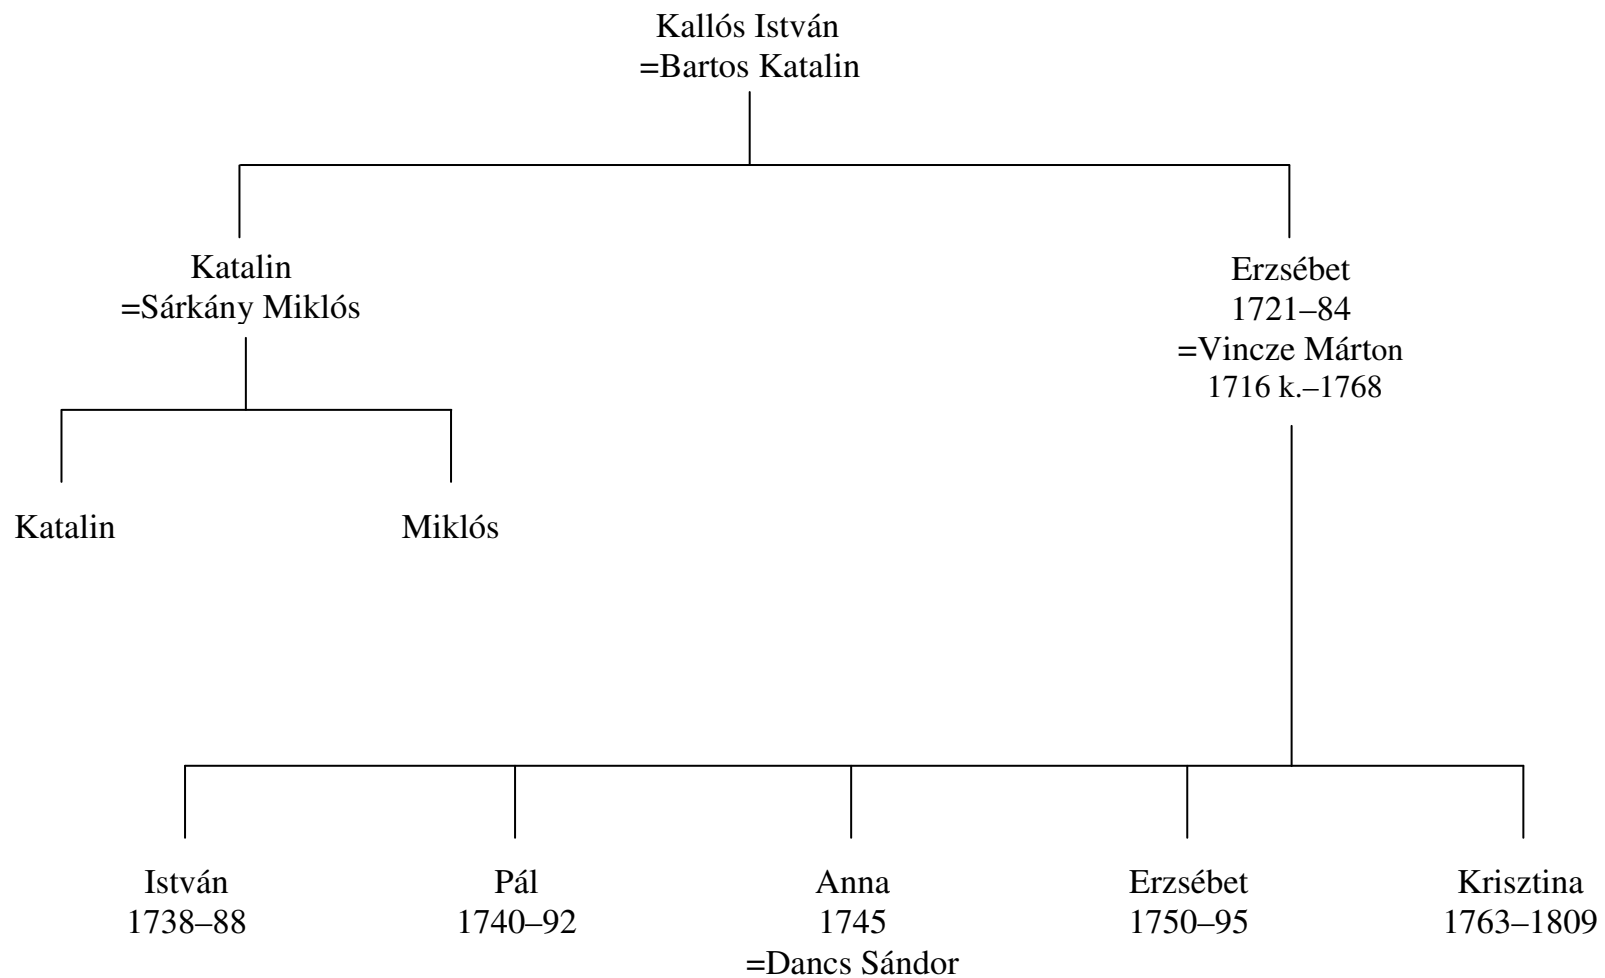 Kallós István
=Bartos Katalin
Katalin
=Sárkány Miklós
Erzsébet
1721–84
=Vincze Márton
1716 k.–1768
Katalin
Miklós
István
1738–88
Pál
1740–92
Anna
1745
=Dancs Sándor
Erzsébet
1750–95
Krisztina
1763–1809